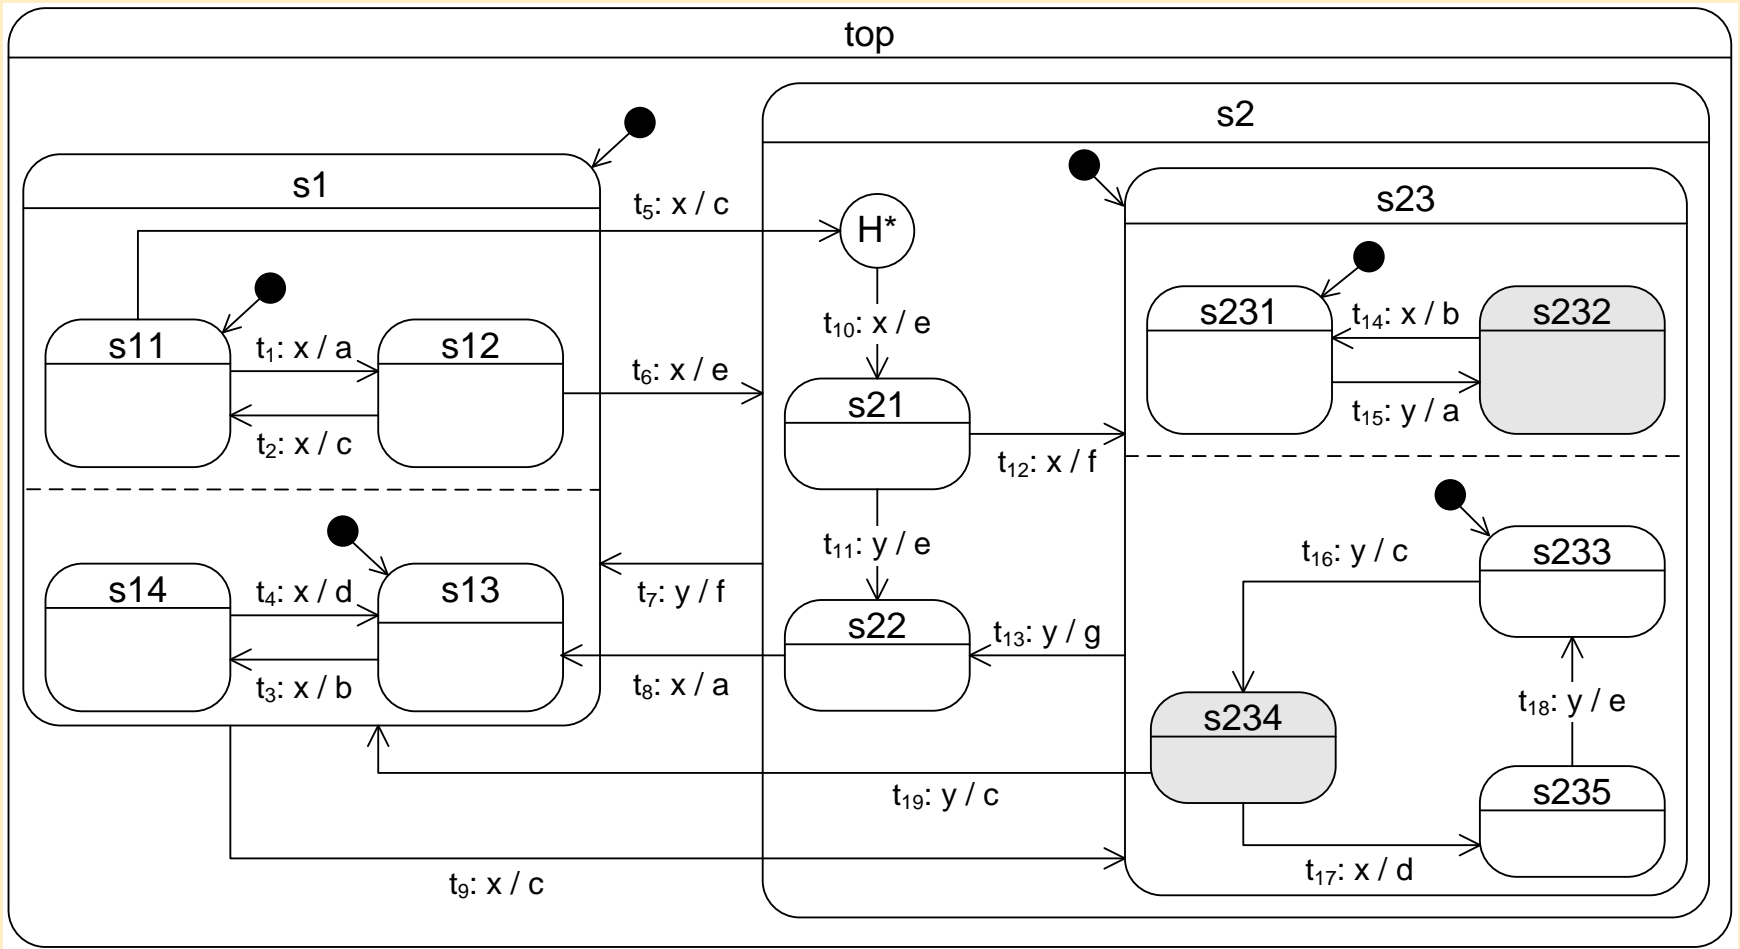 top
s2
s1
s23
t5: x / c
H*
s11
t1: x / a
s12
t2: x / c
t6: x / e
t10: x / e
s21
t12: x / f
s231
t14: x / b
s232
t15: y / a
t11: y / e
s14
t4: x / d
s13
t3: x / b
t7: y / f
s22
t8: x / a
t13: y / g
t16: y / c
s233
s234
t18: y / e
t19: y / c
s235
t17: x / d
t9: x / c